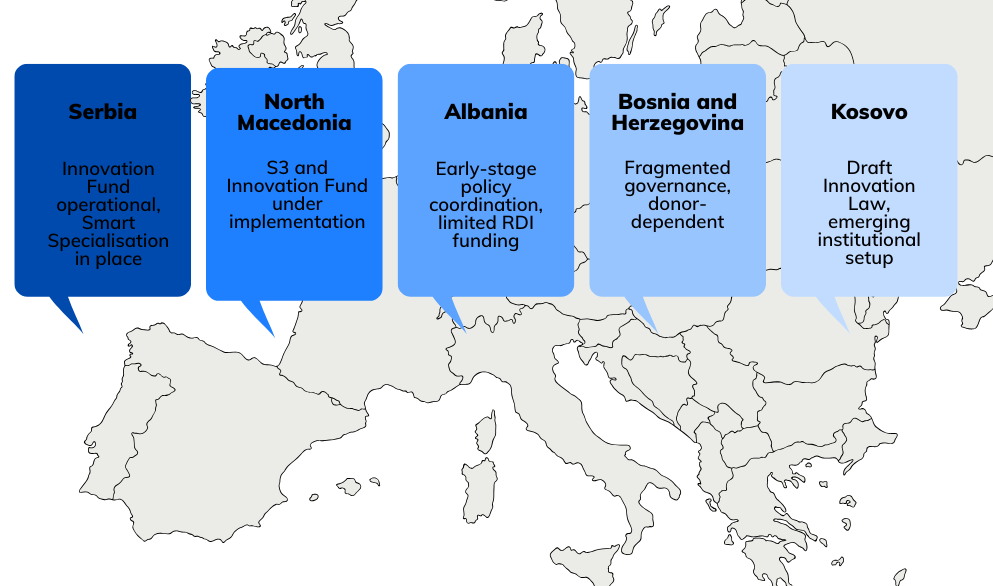 Serbia
Innovation
Fund
operational,
Smart
Specialisation
in place
North
Macedonia
S3 and
Innovation Fund
under
implementation
Albania
Early-stage
policy
coordination,
limited RDI
funding
Bosnia and
Herzegovina
Fragmented
governance,
donor-
dependent
Kosovo
Draft
Innovation
Law,
emerging
institutional
setup